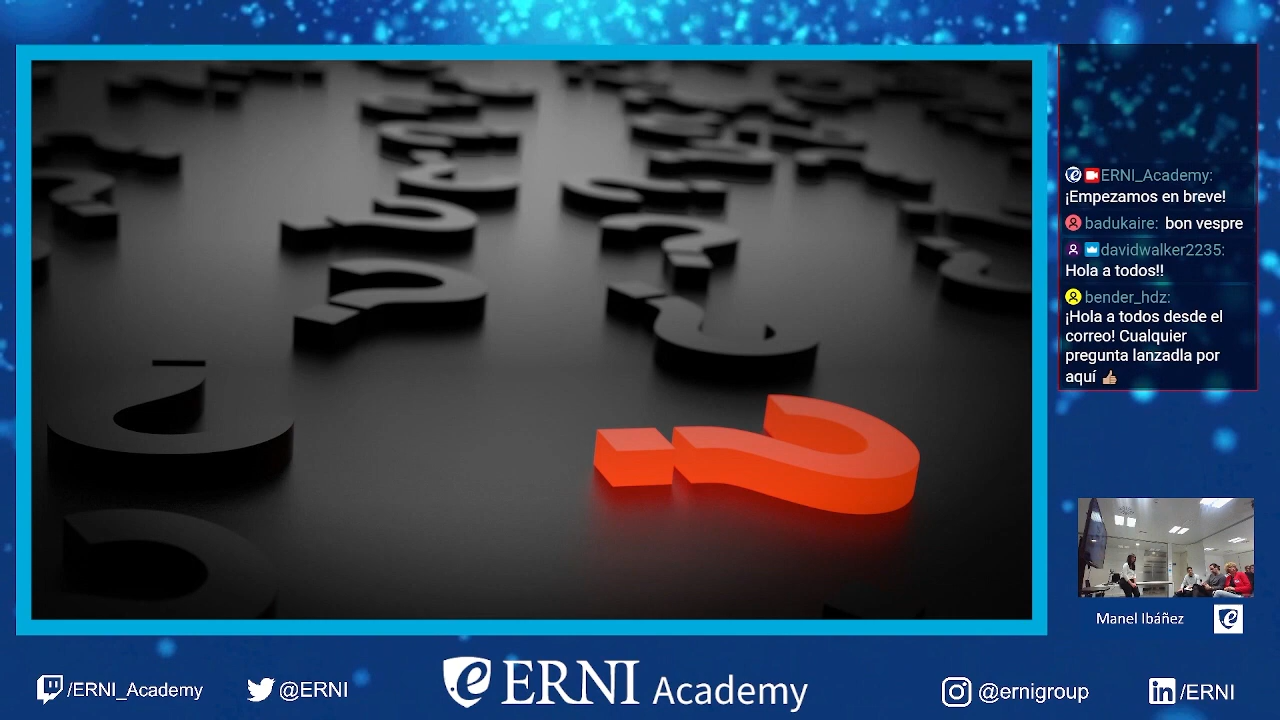 ERNI_Academy:
¡Empezamos en breve!
badukaire: bon vespre
davidwalker2235:
Hola a todos!!
bender_hdz:
¡Hola a todos desde el
correo! Cualquier
pregunta lanzadla por
aquí 👍🏼
Manel Ibáñez
/ERNI_Academy
@ERNI
ERNI Academy
@ernigroup
/ERNI